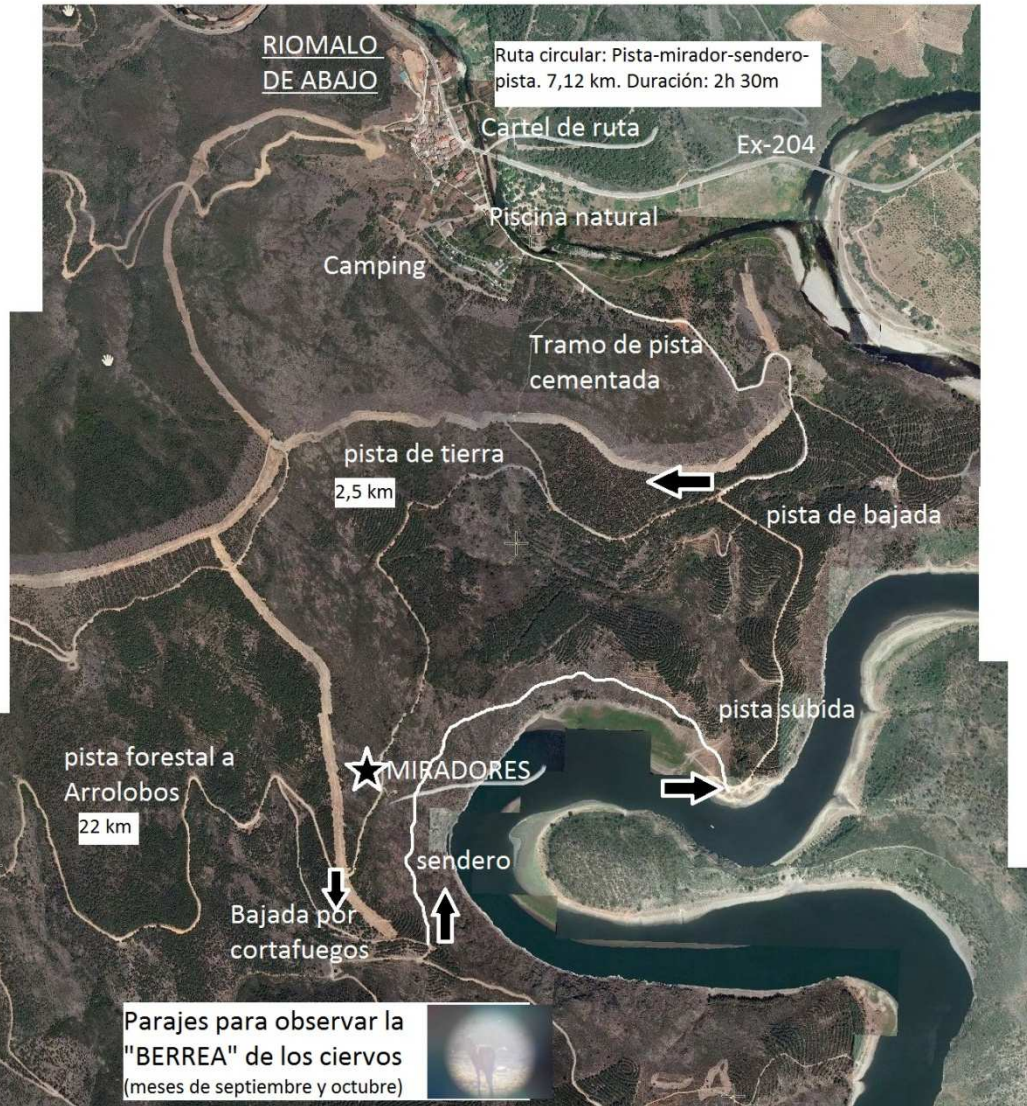 RIOMALO
DE ABAJO
Ruta circular: Pista-mirador-sendero-
pista. 7,12 km. Duración: 2h 30m
Cartel de ruta
Ex-204
Piscina natural
Camping
Tramo de pista
cementada
pista de tierra
2,5 km
pista de bajada
pista subida
pista forestal a
Arrolobos
22 km
MIRADORES
sendero
Bajada por
cortafuegos
Parajes para observar la
"BERREA" de los ciervos
(meses de septiembre y octubre)